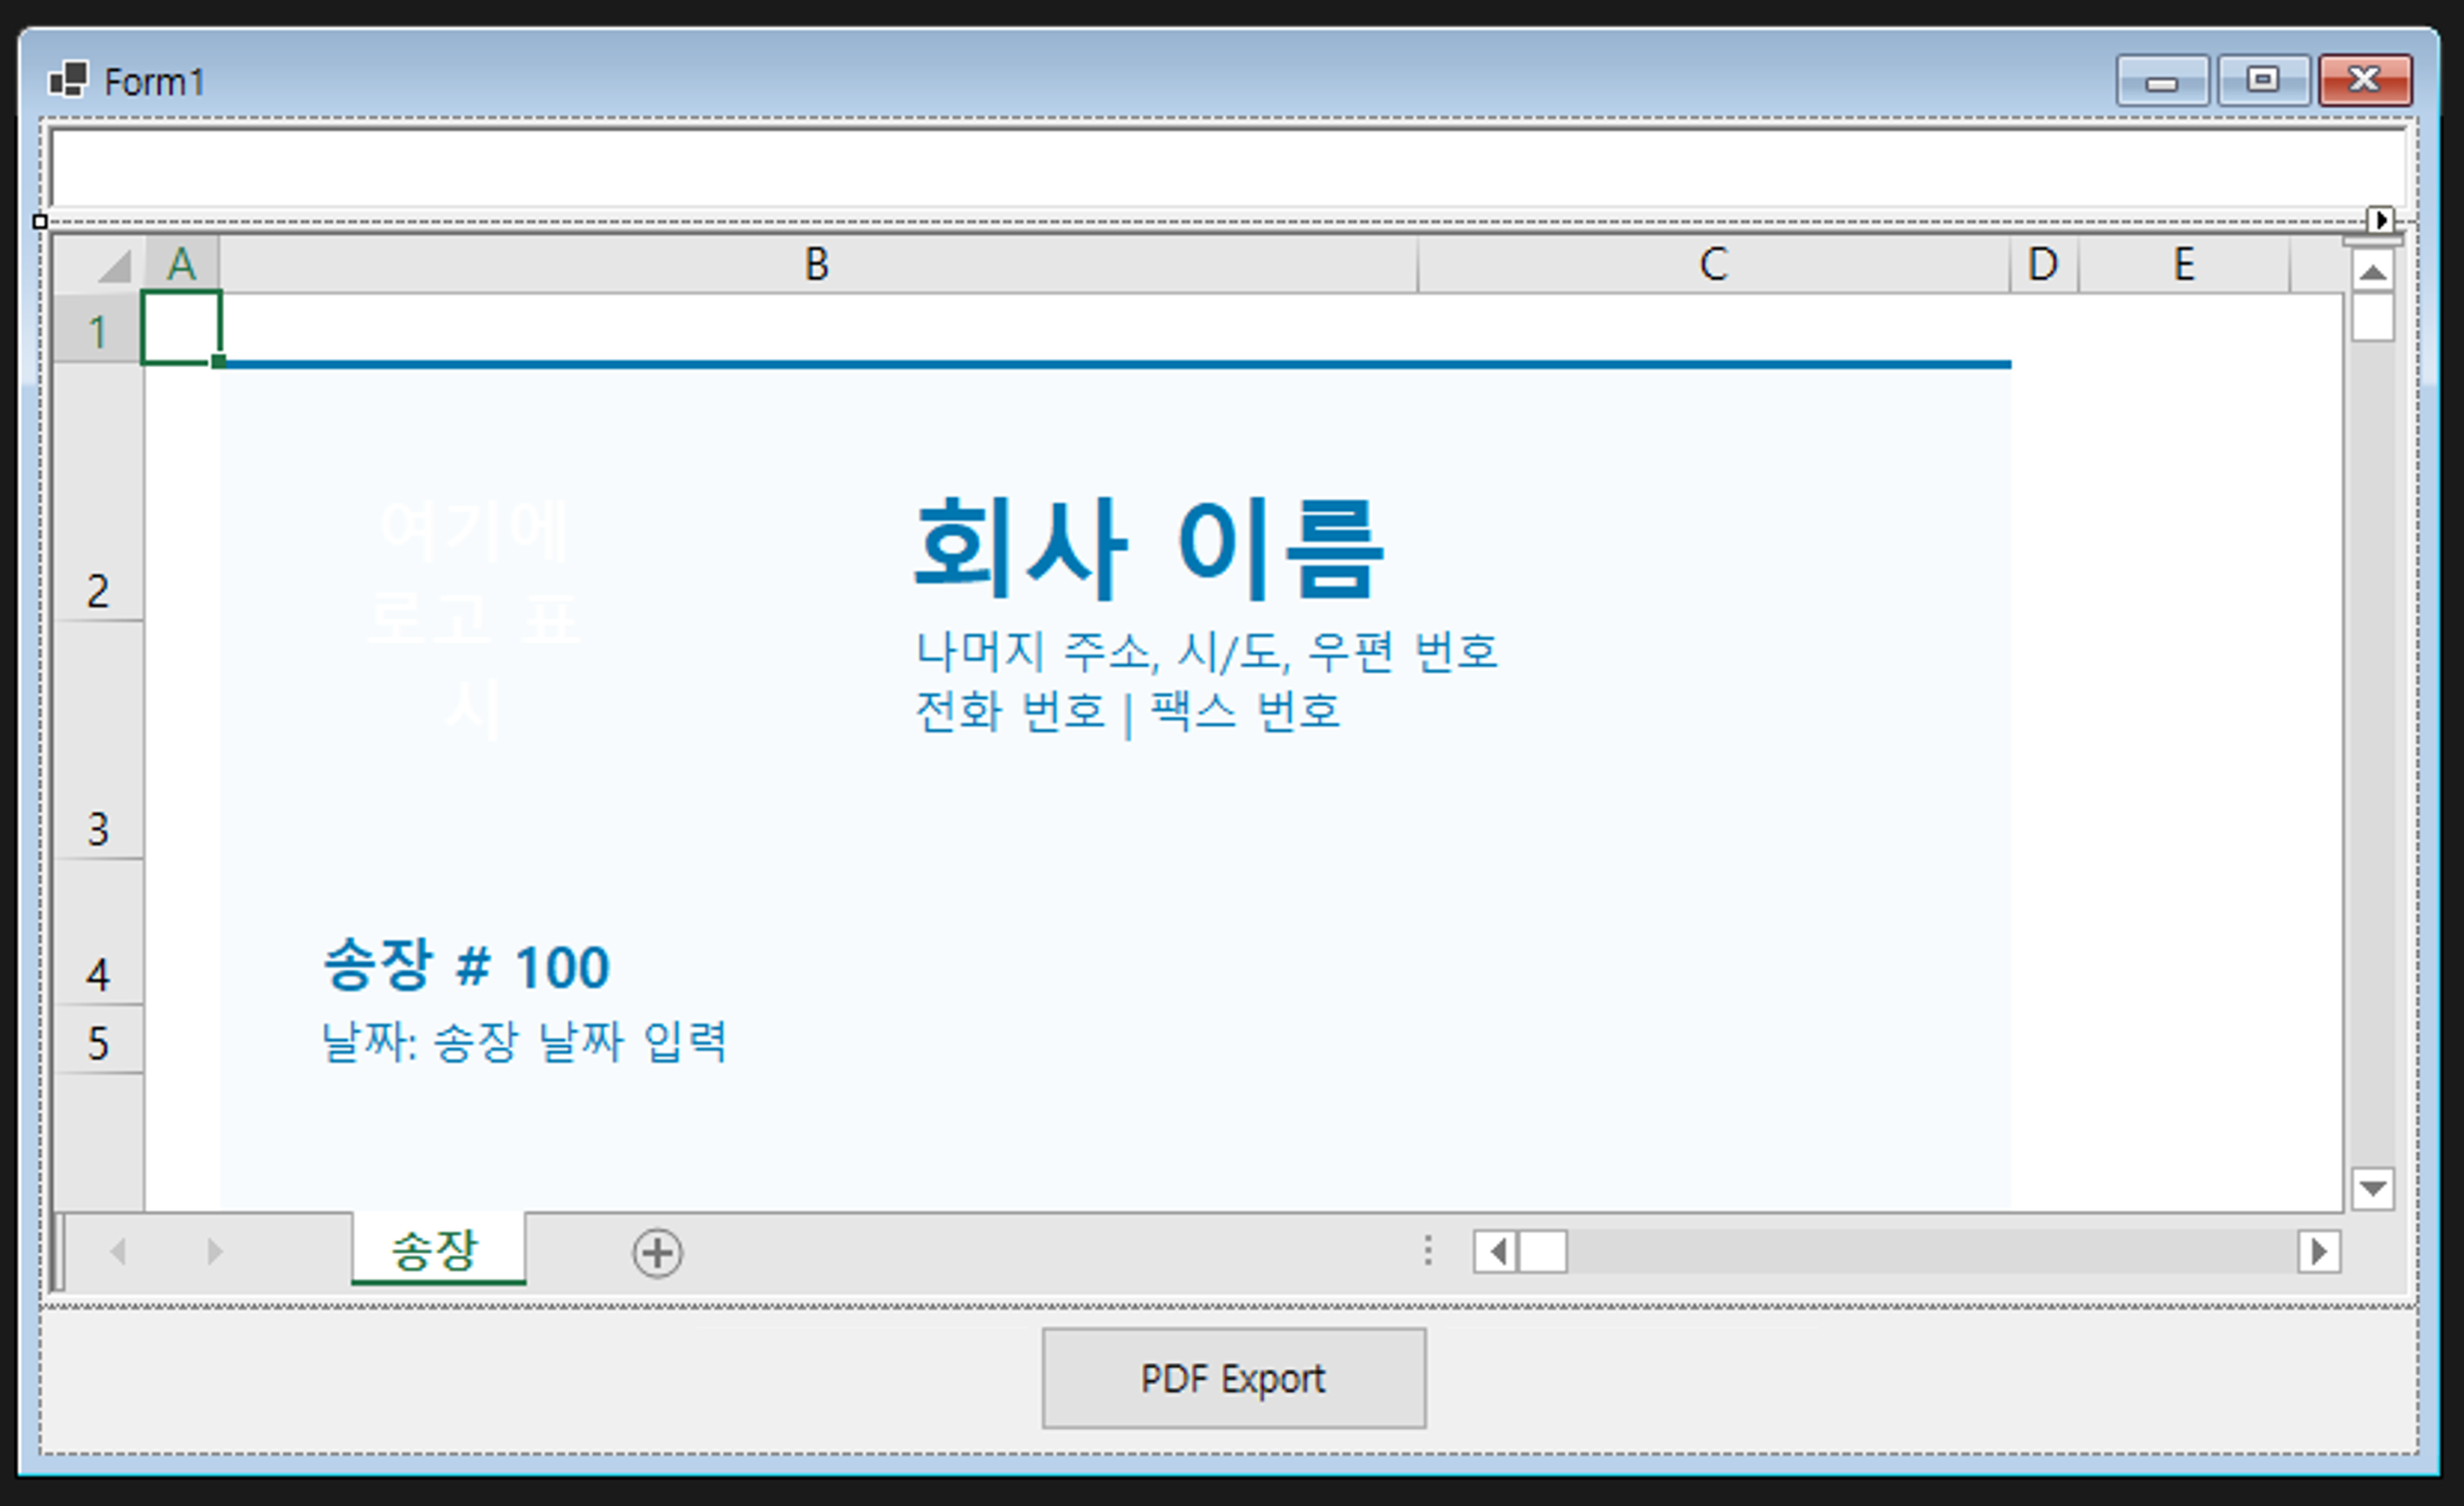 Form1
A B C D E
1
2
3
4
5
여기에
로고 표
시
회사 이름
나머지 주소, 시/도, 우편 번호
전화 번호 | 팩스 번호
송장 # 100
날짜: 송장 날짜 입력
송장
PDF Export